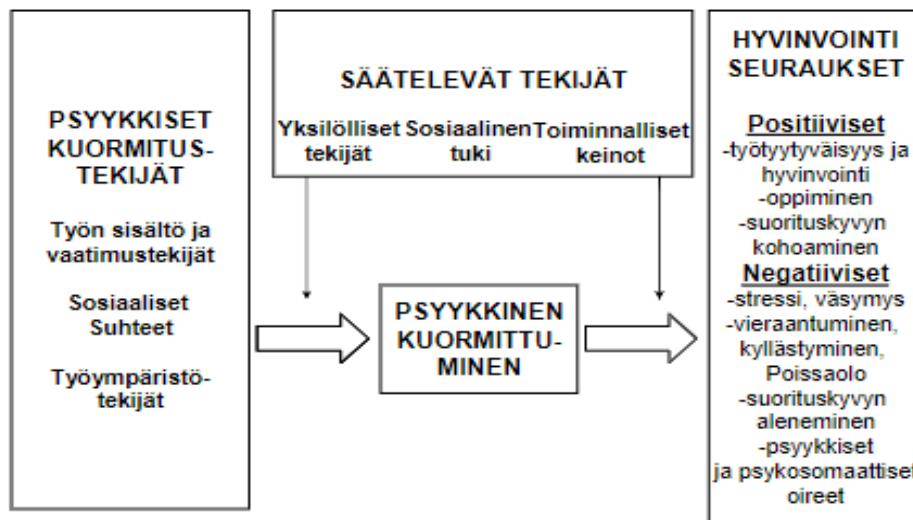 PSYYKKISET
KUORMITUS-
TEKIJÄT
Työn sisältö ja
vaatimustekijät
Sosiaaliset
Suhteet
Työympäristö-
tekijät
SÄÄTELEVÄT TEKIJÄT
Yksilölliset Sosiaalinen Toiminnalliset
tekijät tuki keinot
PSYYKKINEN
KUORMITTU-
MINEN
HYVINVOINTI
SEURAUKSET
Positiiviset
-työtyytyväisyys ja
hyvinvointi
-oppiminen
-suorituskyvyn
kohoaminen
Negatiiviset
-stressi, väsymys
-vieraantuminen,
kyllästyminen,
Poissaolo
-suorituskyvyn
aleneminen
-psyykkiset
ja psykosomaattiset
oireet